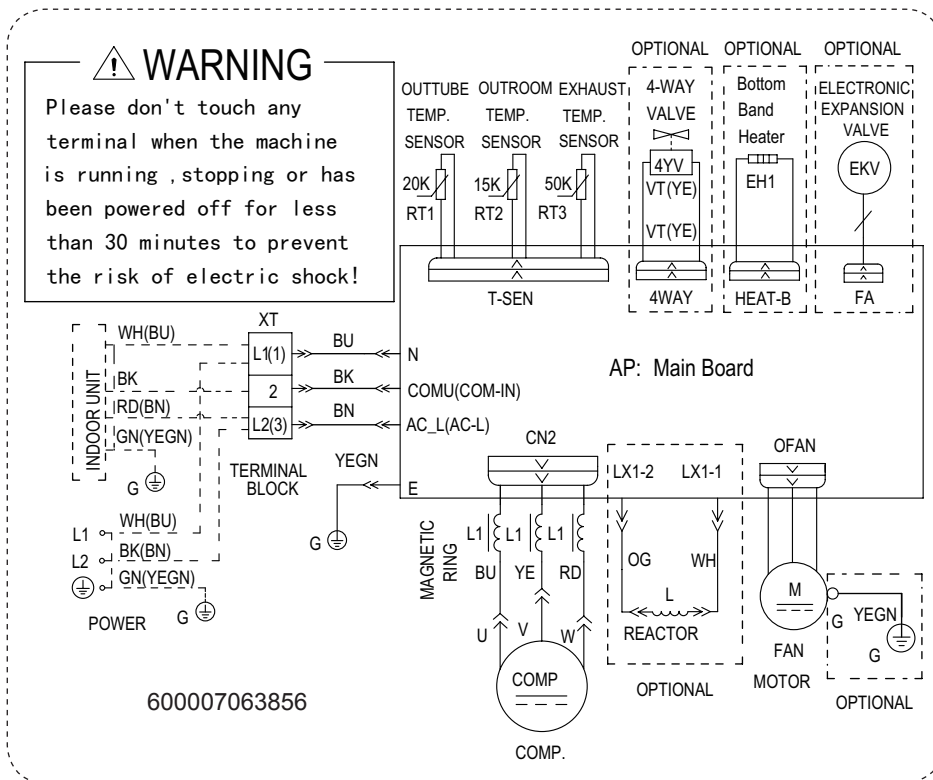 WARNING
Please don't touch any
terminal when the machine
is running ,stopping or has
been powered off for less
than 30 minutes to prevent
the risk of electric shock!
OUTTUBE
TEMP.
SENSOR
20K
RT1
OUTROOM
TEMP.
SENSOR
15K
RT2
EXHAUST
TEMP.
SENSOR
50K
RT3
T-SEN
OPTIONAL
4-WAY
VALVE
4YV
VT(YE)
VT(YE)
4WAY
OPTIONAL
Bottom
Band
Heater
EH1
HEAT-B
OPTIONAL
ELECTRONIC
EXPANSION
VALVE
EKV
FA
INDOOR UNIT
WH(BU)
BK
RD(BN)
GN(YEGN)
G
XT
L1(1)
2
L2(3)
TERMINAL
BLOCK
BU
BK
BN
YEGN
G
N
COMU(COM-IN)
AC_L(AC-L)
E
AP: Main Board
L1
L2
WH(BU)
BK(BN)
GN(YEGN)
G
POWER
MAGNETIC
RING
CN2
L1
L1
L1
BU
YE
RD
U
V
W
COMP
COMP.
LX1-2
LX1-1
OG
WH
L
REACTOR
OPTIONAL
OFAN
M
FAN
MOTOR
G
YEGN
G
OPTIONAL
600007063856